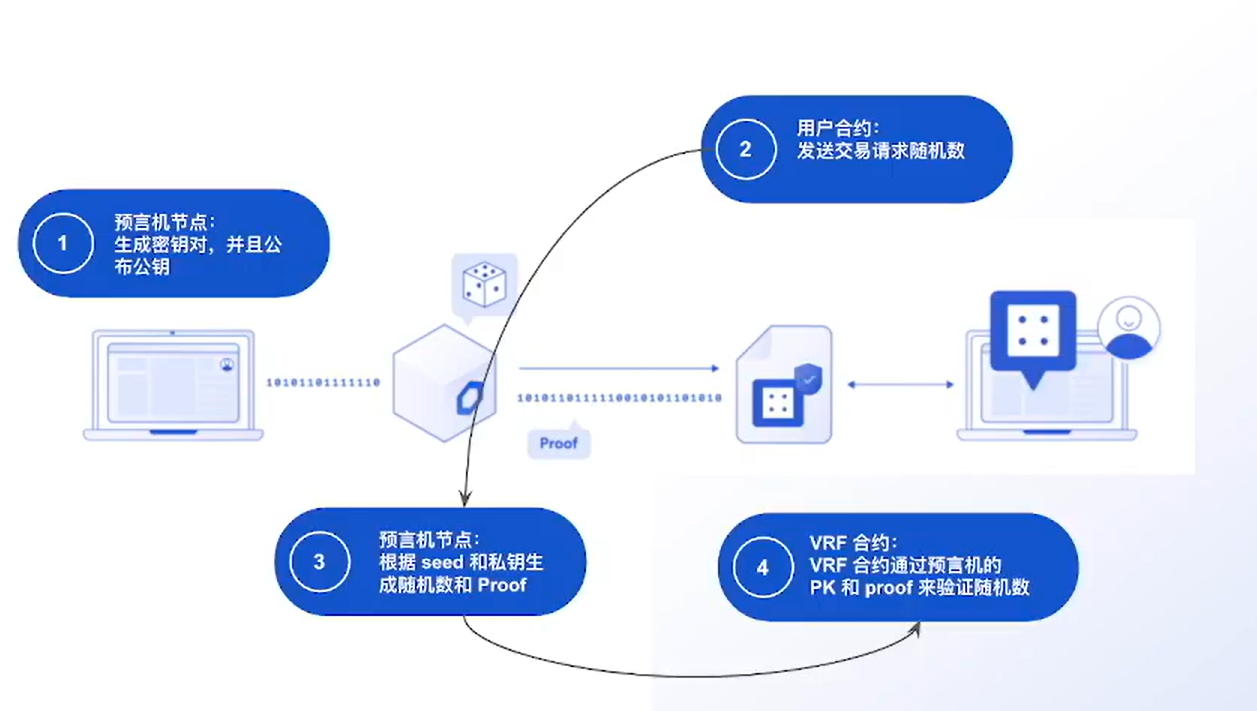 1
预言机节点：
生成密钥对，并且公
布公钥
2
用户合约：
发送交易请求随机数
10101101111110
1010110111110010101101010
Proof
3
预言机节点：
根据 seed 和私钥生
成随机数和 Proof
4
VRF 合约：
VRF 合约通过预言机的
PK 和 proof 来验证随机数